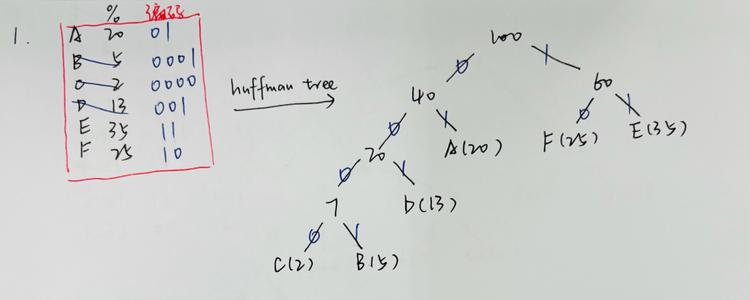 1.
% 编码
A 20 01
B 5 0001
C 2 0000
D 13 001
E 35 11
F 25 10
huffman tree
100
0 1
40 60
0 1 0 1
20 A(20) F(25) E(35)
0 1
7 D(13)
0 1
C(2) B(5)